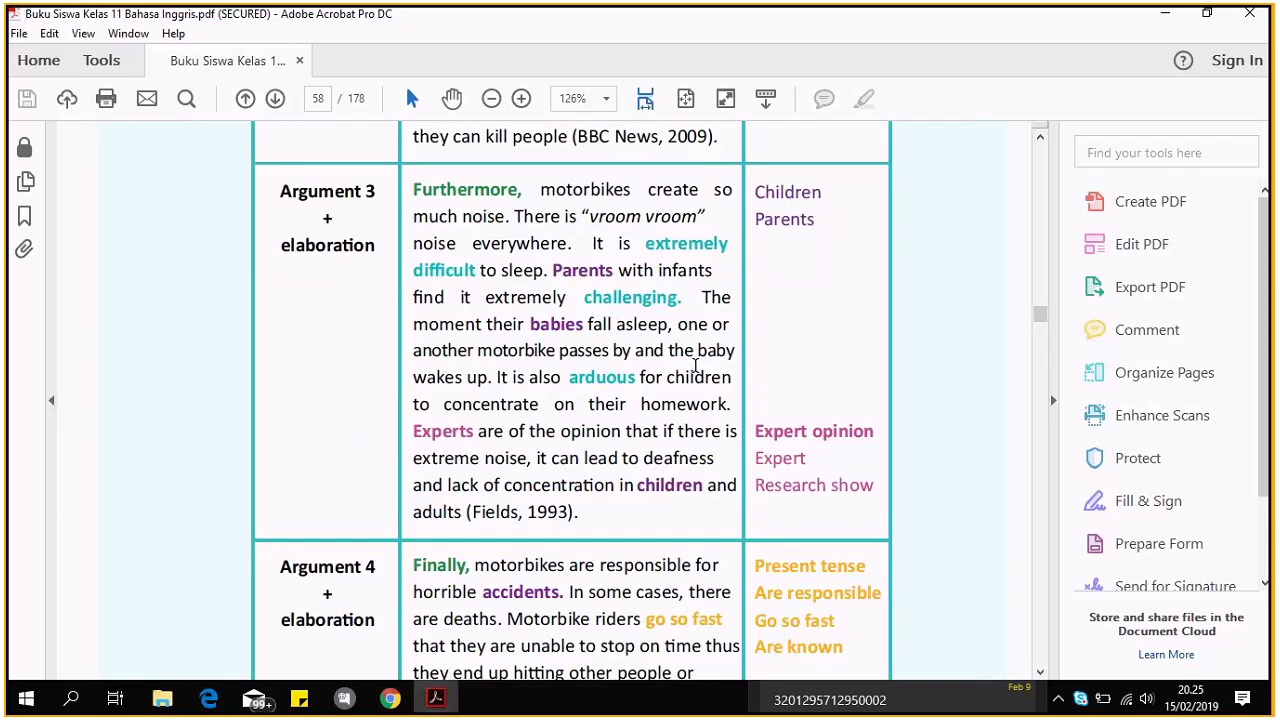 Buku Siswa Kelas 11 Bahasa Inggris.pdf (SECURED) - Adobe Acrobat Pro DC
File Edit View Window Help
Home Tools Buku Siswa Kelas 1... × Sign In
58 / 178 126%
they can kill people (BBC News, 2009).
Argument 3
+
elaboration
Furthermore, motorbikes create so
much noise. There is “vroom vroom”
noise everywhere. It is extremely
difficult to sleep. Parents with infants
find it extremely challenging. The
moment their babies fall asleep, one or
another motorbike passes by and the baby
wakes up. It is also arduous for children
to concentrate on their homework.
Experts are of the opinion that if there is
extreme noise, it can lead to deafness
and lack of concentration in children and
adults (Fields, 1993).
Children
Parents
Expert opinion
Expert
Research show
Argument 4
+
elaboration
Finally, motorbikes are responsible for
horrible accidents. In some cases, there
are deaths. Motorbike riders go so fast
that they are unable to stop on time thus
they end up hitting other people or
Present tense
Are responsible
Go so fast
Are known
Find your tools here
Create PDF
Edit PDF
Export PDF
Comment
Organize Pages
Enhance Scans
Protect
Fill & Sign
Prepare Form
Send for Signature
Store and share files in the
Document Cloud
Learn More
99+
Feb 9
3201295712950002
20.25
15/02/2019